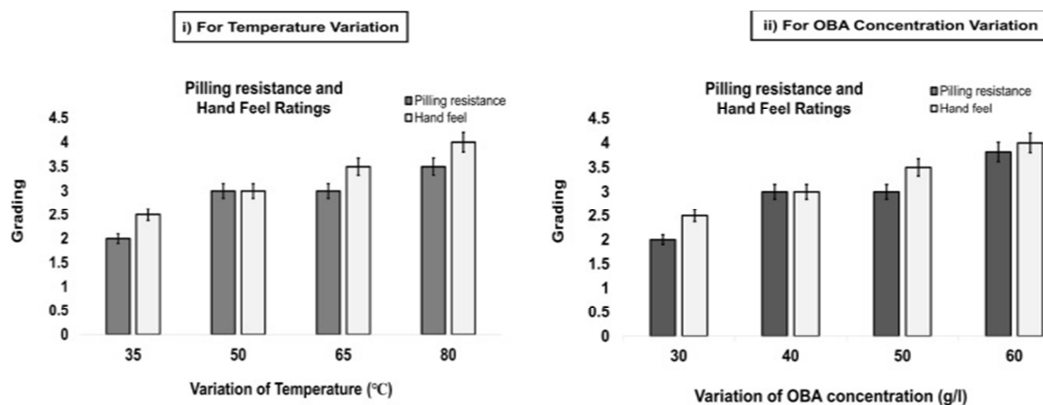 i) For Temperature Variation
Pilling resistance and
Hand Feel Ratings
Pilling resistance
Hand feel
Grading
4.5
4
3.5
3
2.5
2
1.5
1
0.5
0
35 50 65 80
Variation of Temperature (℃)
ii) For OBA Concentration Variation
Pilling resistance and
Hand Feel Ratings
Pilling resistance
Hand feel
Grading
4.5
4
3.5
3
2.5
2
1.5
1
0.5
0
30 40 50 60
Variation of OBA concentration (g/l)